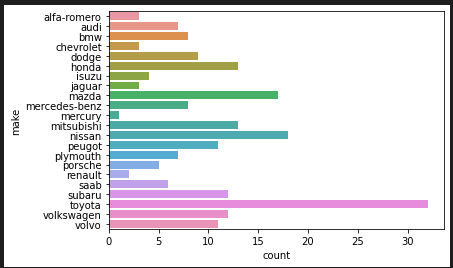 alfa-romero
audi
bmw
chevrolet
dodge
honda
isuzu
jaguar
mazda
mercedes-benz
mercury
mitsubishi
nissan
peugot
plymouth
porsche
renault
saab
subaru
toyota
volkswagen
volvo
make
0 5 10 15 20 25 30
count